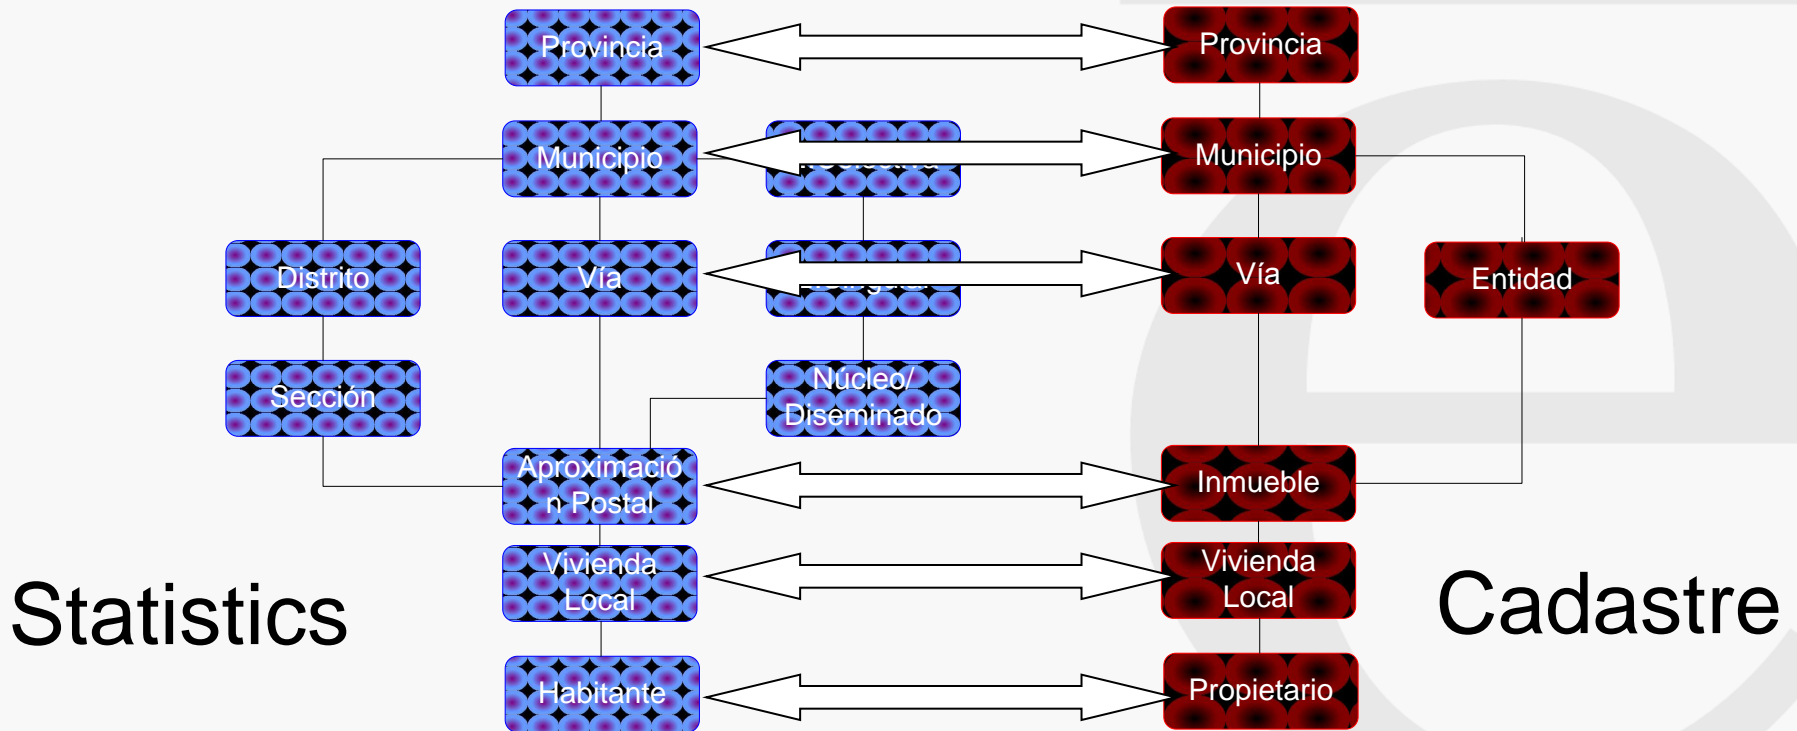 Provincia
Provincia
Municipio
Municipio
Distrito
Vía
Vía
Entidad
Sección
Núcleo/
Diseminado
Aproximació
n Postal
Inmueble
Vivienda
Local
Vivienda
Local
Statistics
Cadastre
Habitante
Propietario